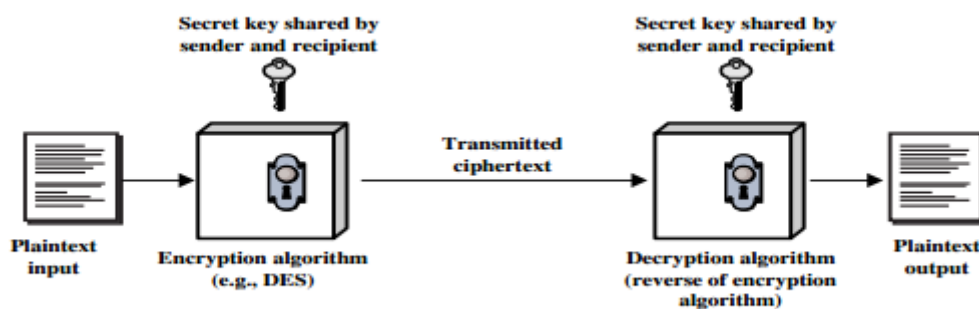 Secret key shared by
sender and recipient
Secret key shared by
sender and recipient
Transmitted
ciphertext
Plaintext
input
Encryption algorithm
(e.g., DES)
Decryption algorithm
(reverse of encryption
algorithm)
Plaintext
output